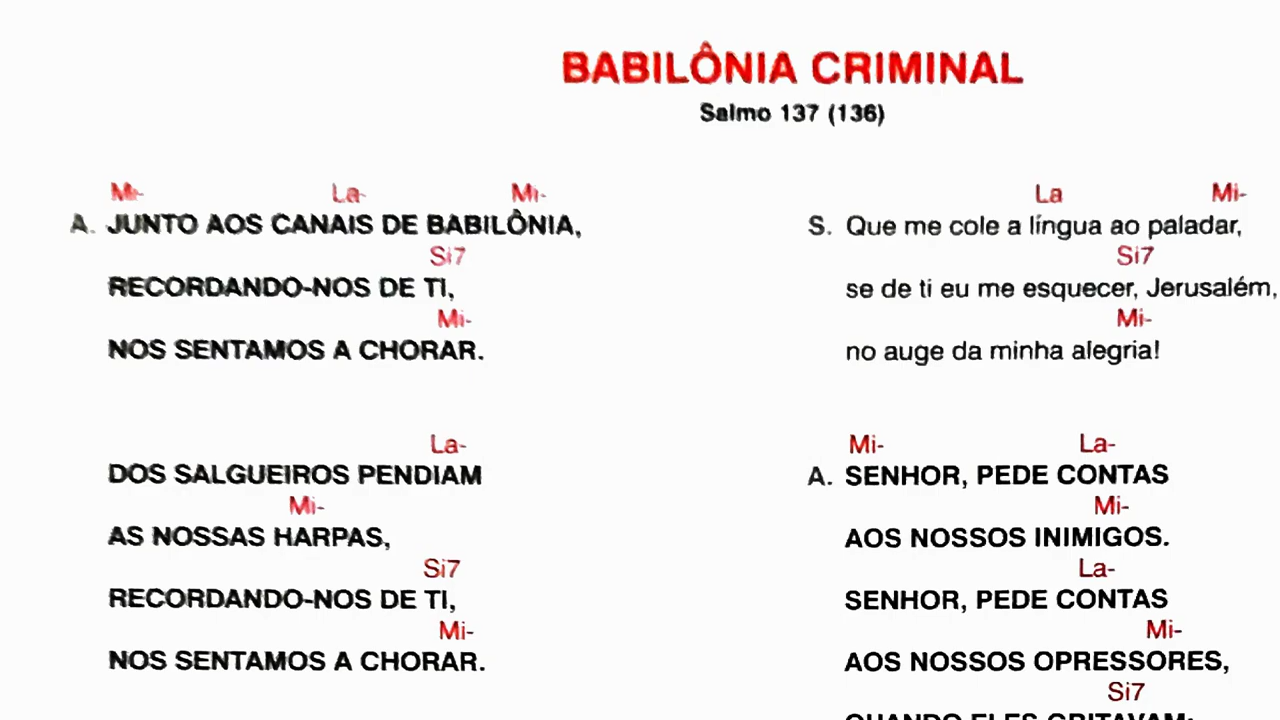 BABILÔNIA CRIMINAL
Salmo 137 (136)
Mi- La- Mi-
A. JUNTO AOS CANAIS DE BABILÔNIA,
Si7
RECORDANDO-NOS DE TI,
Mi-
NOS SENTAMOS A CHORAR.
La-
DOS SALGUEIROS PENDIAM
Mi-
AS NOSSAS HARPAS,
Si7
RECORDANDO-NOS DE TI,
Mi-
NOS SENTAMOS A CHORAR.
La Mi-
S. Que me cole a língua ao paladar,
Si7
se de ti eu me esquecer, Jerusalém,
Mi-
no auge da minha alegria!
Mi- La-
A. SENHOR, PEDE CONTAS
Mi-
AOS NOSSOS INIMIGOS.
La-
SENHOR, PEDE CONTAS
Mi-
AOS NOSSOS OPRESSORES,
Si7
QUANDO ELES GRITAVAM: